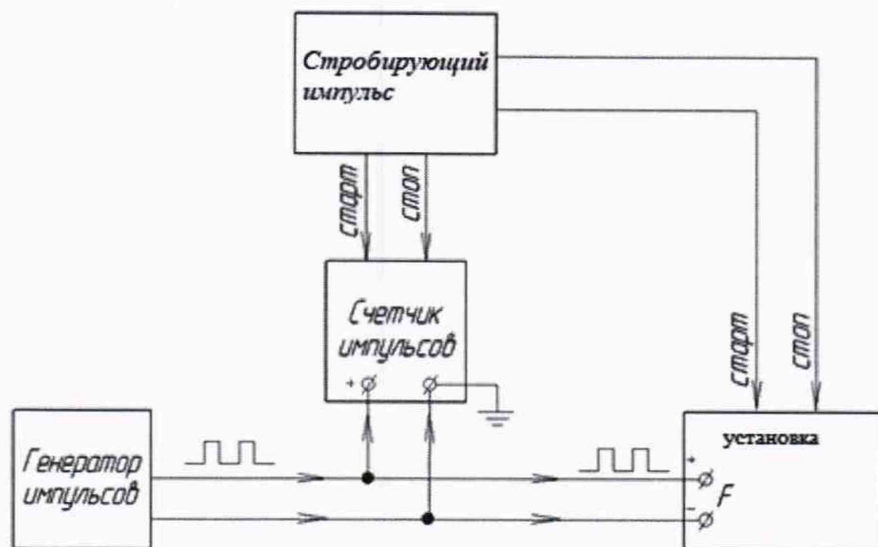 Стробирующий
импульс
старт
стоп
старт
стоп
Счетчик
импульсов
+
Генератор
импульсов
установка
+
F
-